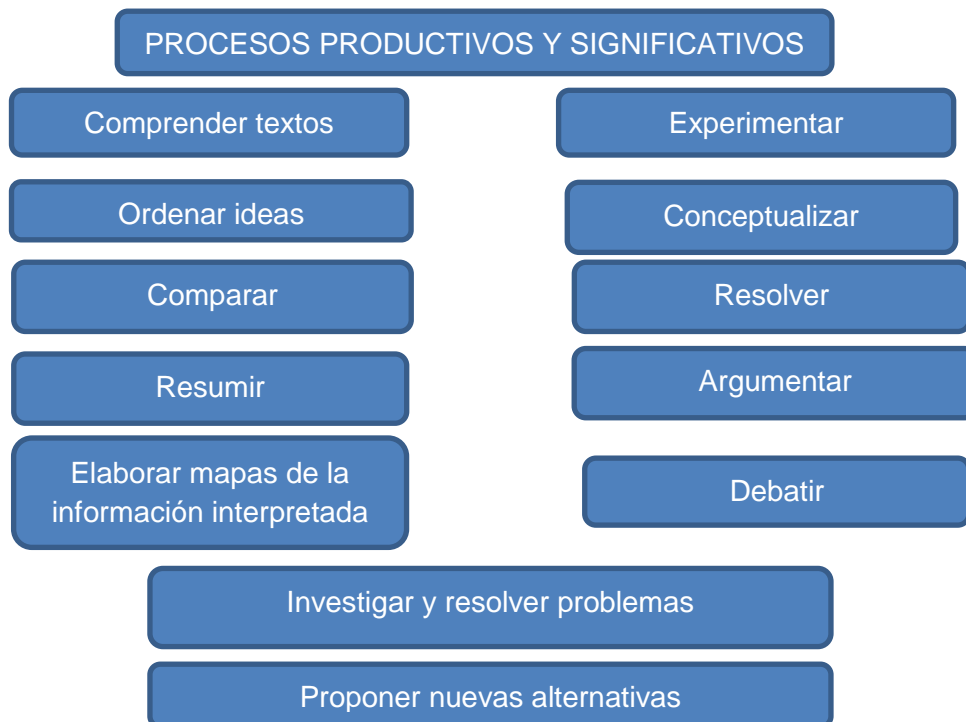 PROCESOS PRODUCTIVOS Y SIGNIFICATIVOS
Comprender textos
Experimentar
Ordenar ideas
Conceptualizar
Comparar
Resolver
Resumir
Argumentar
Elaborar mapas de la
información interpretada
Debatir
Investigar y resolver problemas
Proponer nuevas alternativas